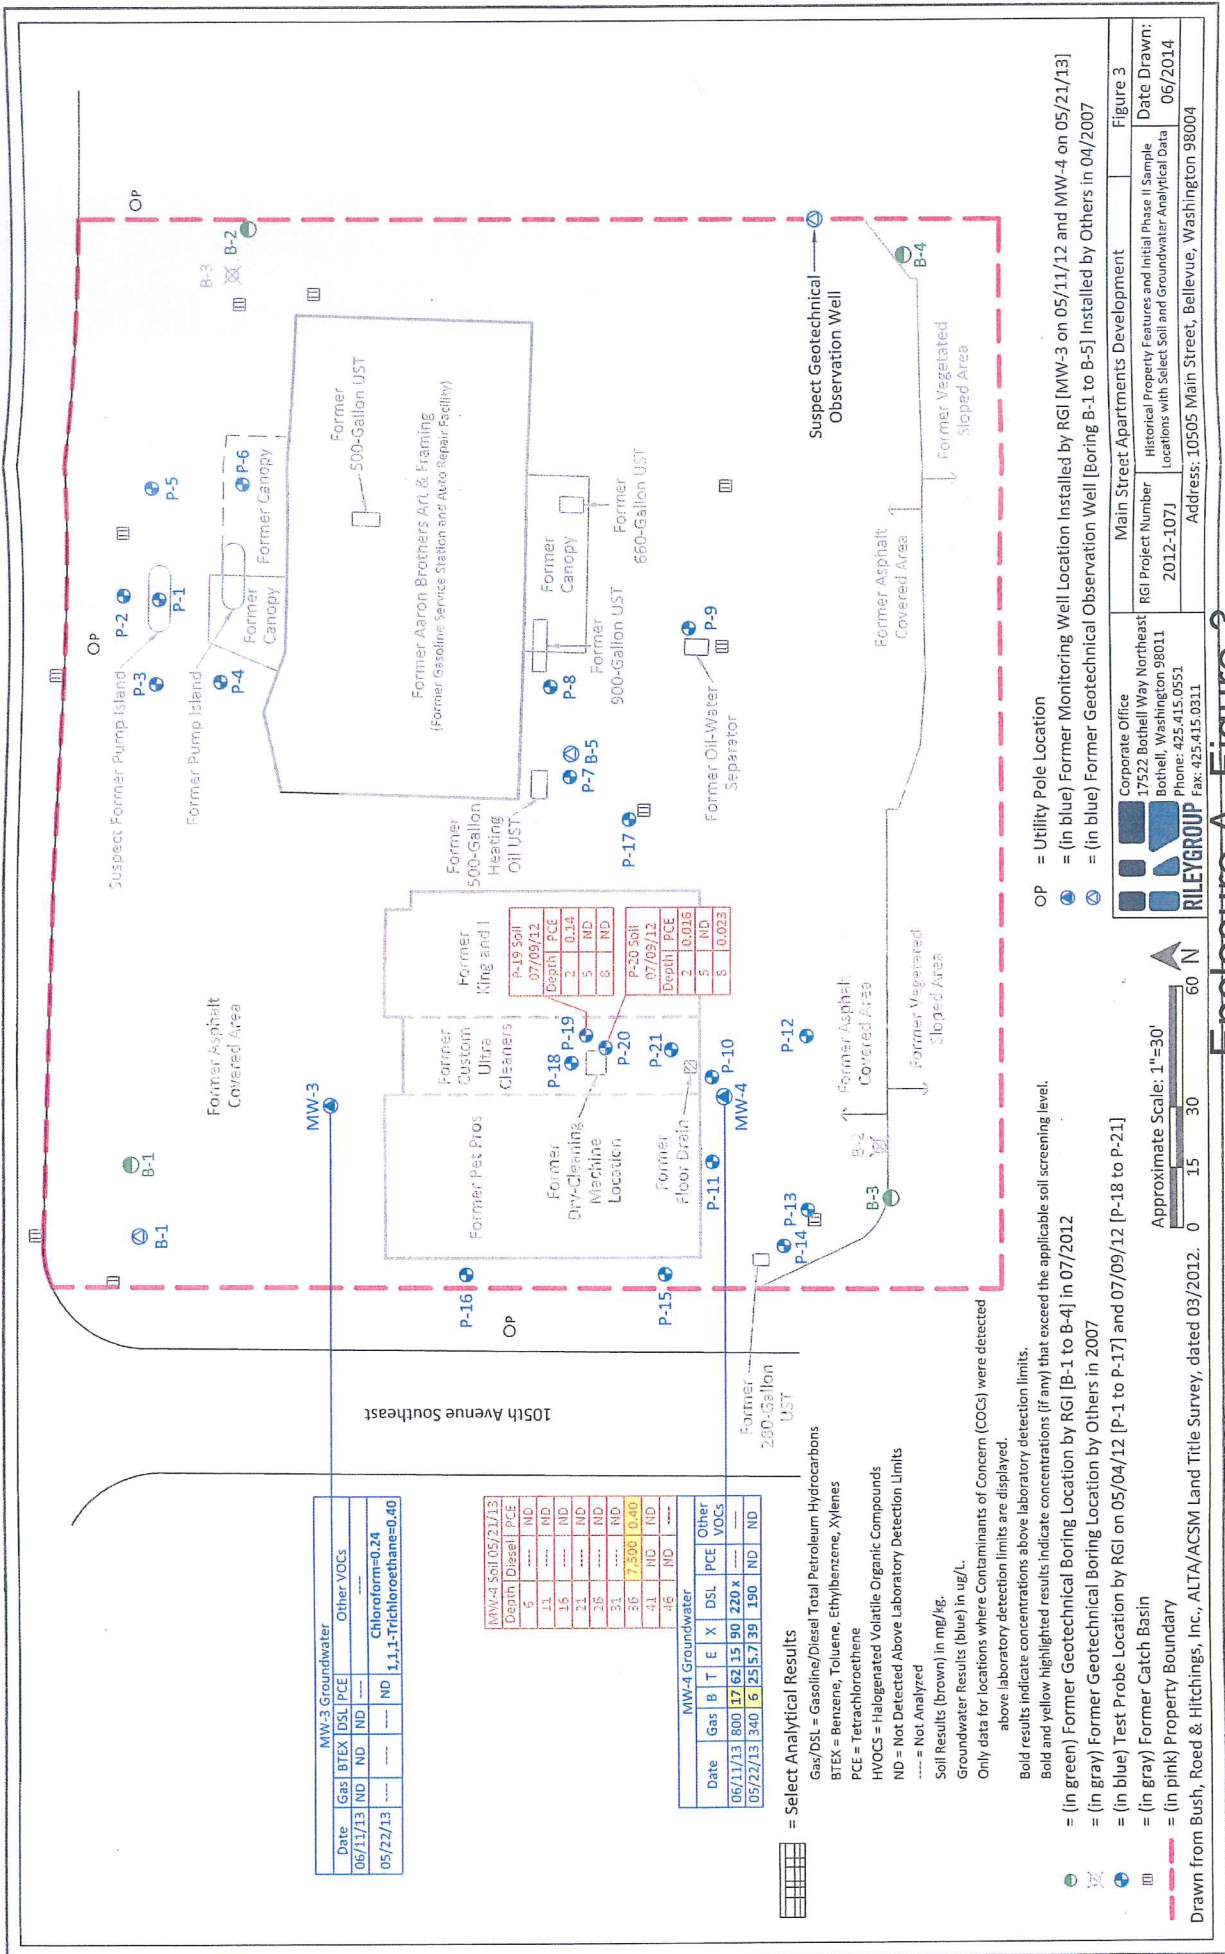 OP
B-3
B-2
P-5
P-6
P-2
P-1
P-3
P-4
OP
Suspect Former Pump Island
Former Pump Island
Former
Canopy
Former Canopy
Former
500-Gallon UST
Former Aaron Brothers Art & Framing
(Former Gasoline Service Station and Auto Repair Facility)
Former
Canopy
Former
660-Gallon UST
Former
900-Gallon UST
P-8
P-7
B-5
P-9
Former Oil-Water
Separator
P-17
Former
500-Gallon
Heating
Oil UST
Suspect Geotechnical
Observation Well
B-4
Former Vegetated
Sloped Area
Former Asphalt
Covered Area
Former Asphalt
Covered Area
MW-3
B-1
B-1
Former
King and I
P-19 Soil
07/09/12
Depth PCE
2 0.14
5 ND
8 ND
P-20 Soil
07/09/12
Depth PCE
2 0.016
5 ND
8 0.023
Former
Custom
Ultra
Cleaners
P-18
P-19
P-20
P-21
Former Pet Pros
Former
Dry-Cleaning
Machine
Location
Former
Floor Drain
P-10
MW-4
P-11
P-12
P-13
P-14
B-3
B-2
Former Asphalt
Covered Area
Former Vegetated
Sloped Area
P-16
P-15
OP
105th Avenue Southeast
Former
280-Gallon
UST
MW-3 Groundwater
Date Gas BTEX DSL PCE Other VOCs
06/11/13 ND ND ND ---- ----
05/22/13 ---- ---- ---- ND Chloroform=0.24
1,1,1-Trichloroethane=0.40
MW-4 Soil 05/21/13
Depth Diesel PCE
6 ---- ND
11 ---- ND
16 ---- ND
21 ---- ND
26 ---- ND
31 ---- ND
36 7,500 0.40
41 ND ND
46 ND ----
MW-4 Groundwater
Date Gas B T E X DSL PCE Other
VOCs
06/11/13 800 17 62 15 90 220 x ---- ----
05/22/13 340 6 25 5.7 39 190 ND ND
= Select Analytical Results
Gas/DSL = Gasoline/Diesel Total Petroleum Hydrocarbons
BTEX = Benzene, Toluene, Ethylbenzene, Xylenes
PCE = Tetrachloroethene
HVOCS = Halogenated Volatile Organic Compounds
ND = Not Detected Above Laboratory Detection Limits
---- = Not Analyzed
Soil Results (brown) in mg/kg.
Groundwater Results (blue) in ug/L.
Only data for locations where Contaminants of Concern (COCs) were detected
above laboratory detection limits are displayed.
Bold results indicate concentrations above laboratory detection limits.
Bold and yellow highlighted results indicate concentrations (if any) that exceed the applicable soil screening level.
= (in green) Former Geotechnical Boring Location by RGI [B-1 to B-4] in 07/2012
= (in gray) Former Geotechnical Boring Location by Others in 2007
= (in blue) Test Probe Location by RGI on 05/04/12 [P-1 to P-17] and 07/09/12 [P-18 to P-21]
= (in gray) Former Catch Basin
= (in pink) Property Boundary
Drawn from Bush, Roed & Hitchings, Inc., ALTA/ACSM Land Title Survey, dated 03/2012.
OP = Utility Pole Location
= (in blue) Former Monitoring Well Location Installed by RGI [MW-3 on 05/11/12 and MW-4 on 05/21/13]
= (in blue) Former Geotechnical Observation Well [Boring B-1 to B-5] Installed by Others in 04/2007
Approximate Scale: 1"=30'
0 15 30 60 N
RILEYGROUP
Corporate Office
17522 Bothell Way Northeast
Bothell, Washington 98011
Phone: 425.415.0551
Fax: 425.415.0311
Main Street Apartments Development
Figure 3
RGI Project Number
2012-107J
Historical Property Features and Initial Phase II Sample
Locations with Select Soil and Groundwater Analytical Data
Date Drawn:
06/2014
Address: 10505 Main Street, Bellevue, Washington 98004